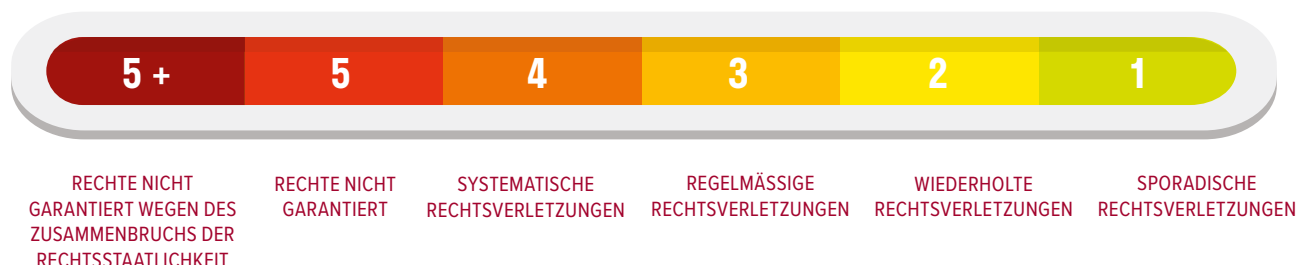 5 +
5
4
3
2
1
RECHTE NICHT
GARANTIERT WEGEN DES
ZUSAMMENBRUCHS DER
RECHTSSTAATLICHKEIT
RECHTE NICHT
GARANTIERT
SYSTEMATISCHE
RECHTSVERLETZUNGEN
REGELMÄSSIGE
RECHTSVERLETZUNGEN
WIEDERHOLTE
RECHTSVERLETZUNGEN
SPORADISCHE
RECHTSVERLETZUNGEN